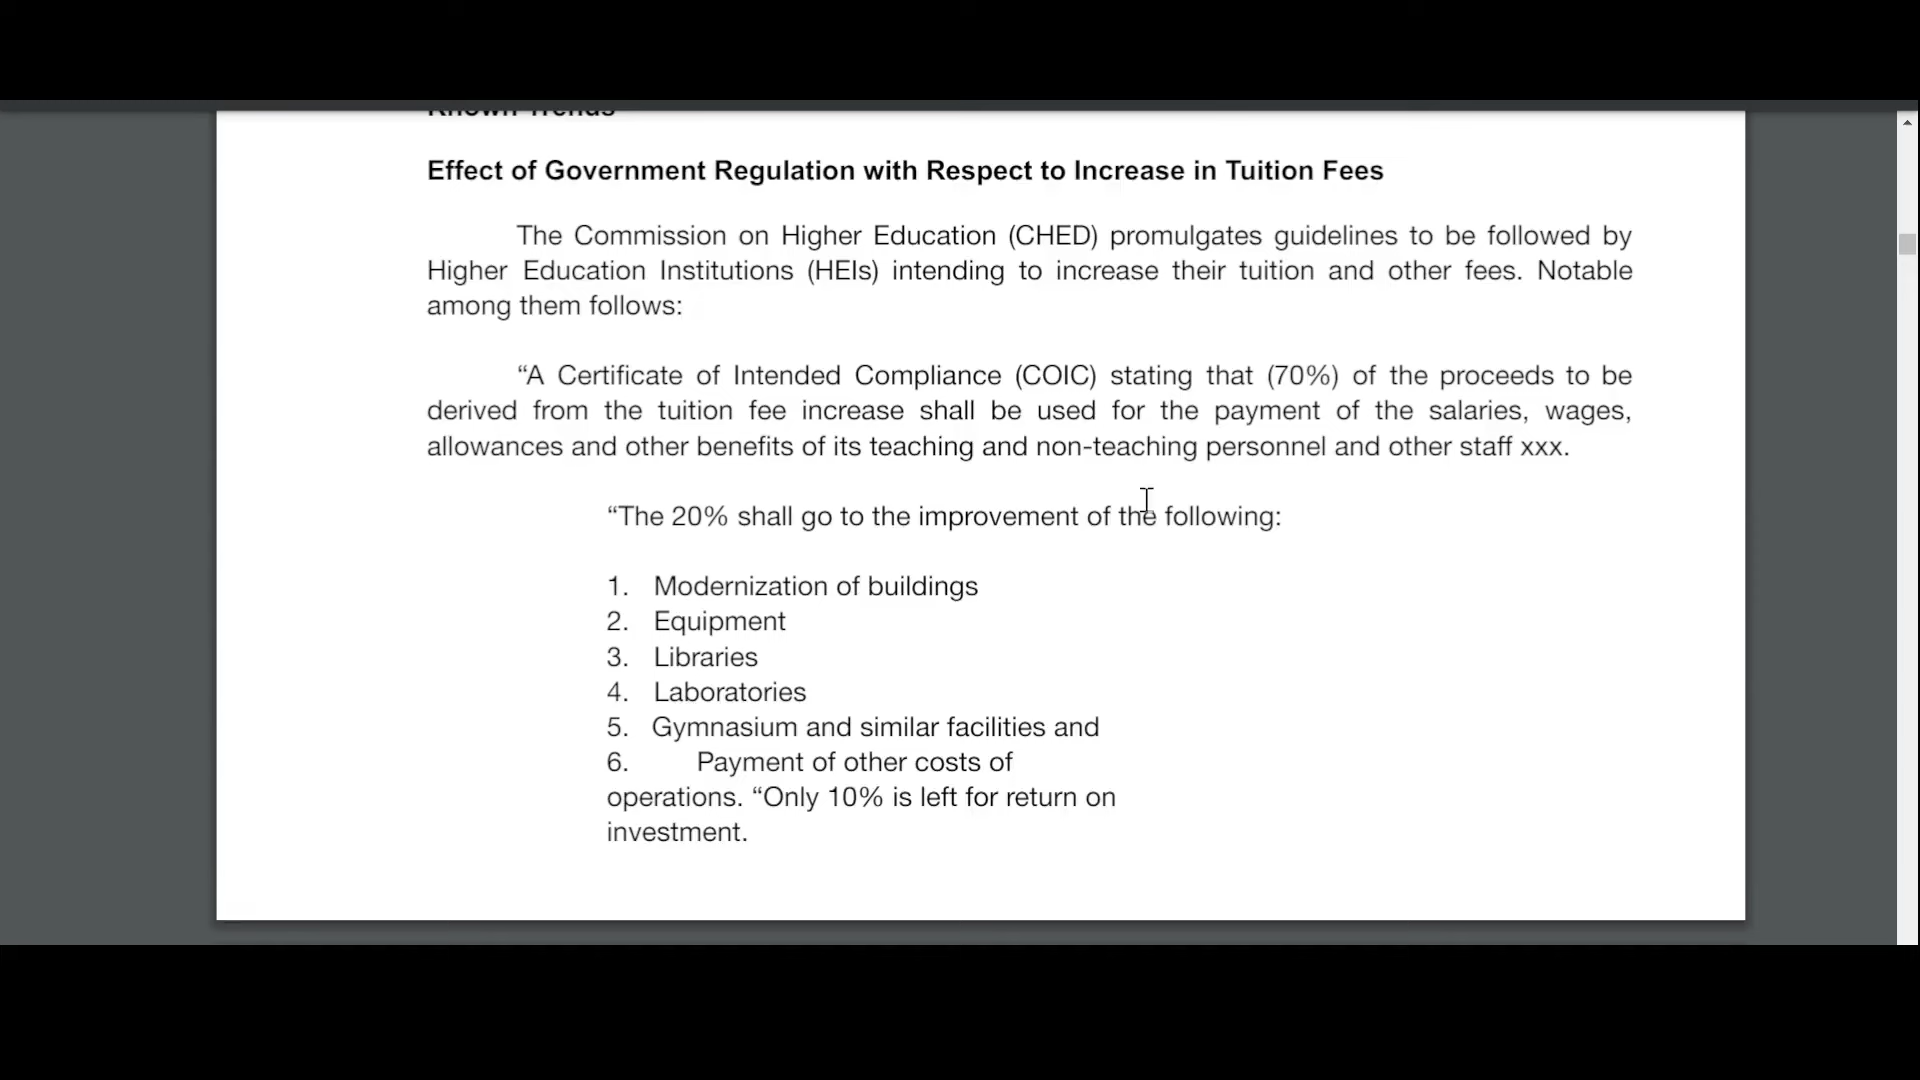 Known Trends
Effect of Government Regulation with Respect to Increase in Tuition Fees
The Commission on Higher Education (CHED) promulgates guidelines to be followed by
Higher Education Institutions (HEIs) intending to increase their tuition and other fees. Notable
among them follows:
“A Certificate of Intended Compliance (COIC) stating that (70%) of the proceeds to be
derived from the tuition fee increase shall be used for the payment of the salaries, wages,
allowances and other benefits of its teaching and non-teaching personnel and other staff xxx.
“The 20% shall go to the improvement of the following:
1. Modernization of buildings
2. Equipment
3. Libraries
4. Laboratories
5. Gymnasium and similar facilities and
6. Payment of other costs of
operations. “Only 10% is left for return on
investment.